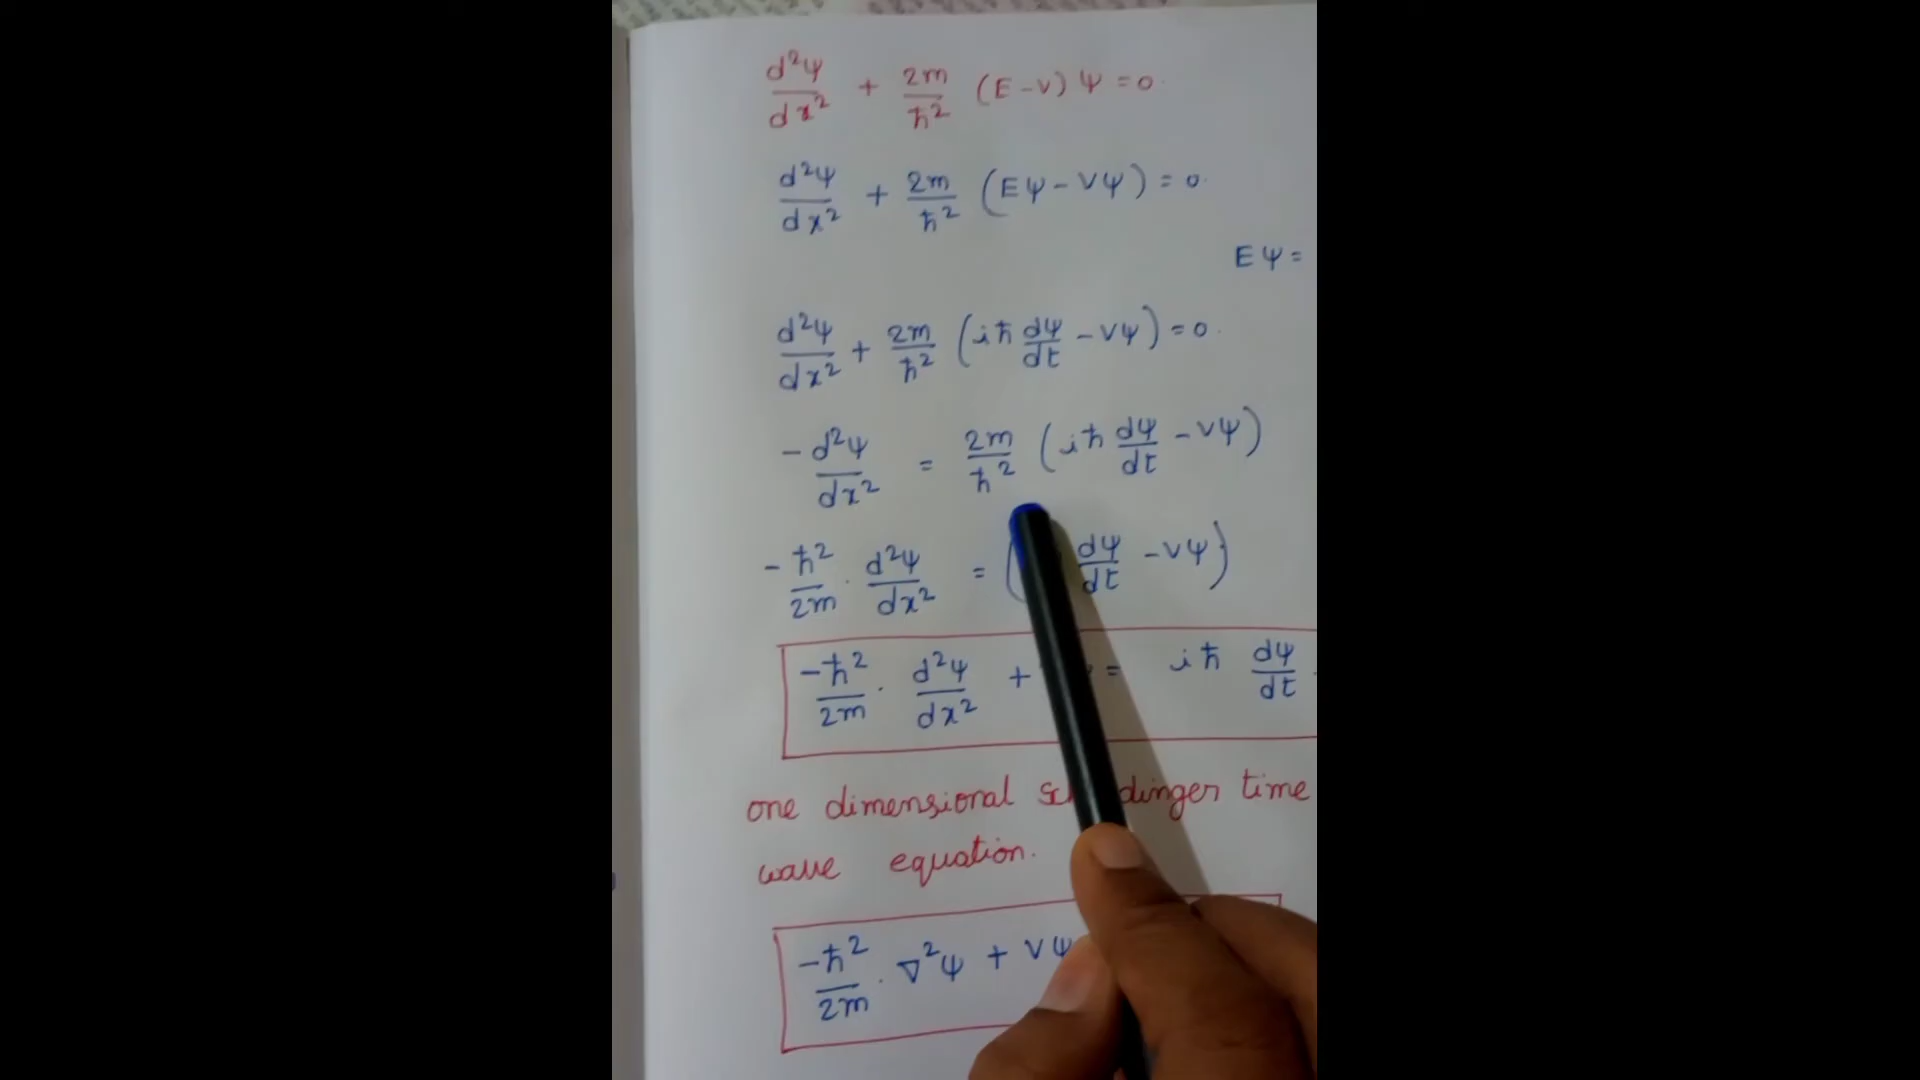 d²ψ/dx² + 2m/ħ² (E-V) ψ = 0.
d²ψ/dx² + 2m/ħ² (Eψ - Vψ) = 0.
Eψ =
d²ψ/dx² + 2m/ħ² (iħ dψ/dt - Vψ) = 0.
-d²ψ/dx² = 2m/ħ² (iħ dψ/dt - Vψ)
-ħ²/2m · d²ψ/dx² = ( dψ/dt - Vψ)
-ħ²/2m · d²ψ/dx² + = iħ dψ/dt
one dimensional time
wave equation.
-ħ²/2m · ∇²ψ + Vψ